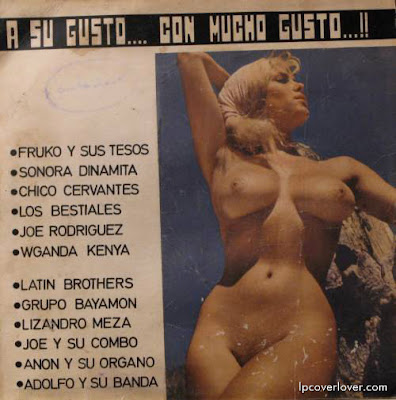 A SU GUSTO.... CON MUCHO GUSTO...!!
•FRUKO Y SUS TESOS
•SONORA DINAMITA
•CHICO CERVANTES
•LOS BESTIALES
•JOE RODRIGUEZ
•WGANDA KENYA
•LATIN BROTHERS
•GRUPO BAYAMON
•LIZANDRO MEZA
•JOE Y SU COMBO
•ANON Y SU ORGANO
•ADOLFO Y SU BANDA
lpcoverlover.com